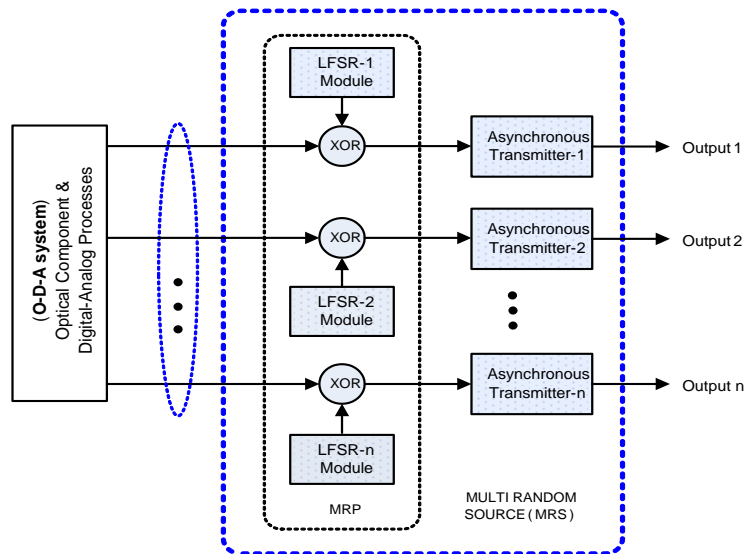 (O-D-A system)
Optical Component &
Digital-Analog Processes
LFSR-1
Module
XOR
Asynchronous
Transmitter-1
Output 1
XOR
Asynchronous
Transmitter-2
Output 2
LFSR-2
Module
XOR
Asynchronous
Transmitter-n
Output n
LFSR-n
Module
MRP
MULTI RANDOM
SOURCE (MRS)